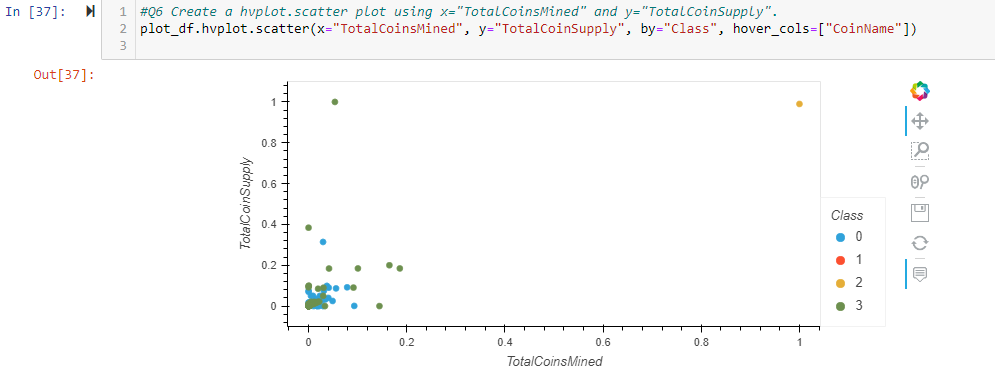 In [37]:
1 #Q6 Create a hvplot.scatter plot using x="TotalCoinsMined" and y="TotalCoinSupply".
2 plot_df.hvplot.scatter(x="TotalCoinsMined", y="TotalCoinSupply", by="Class", hover_cols=["CoinName"])
3
Out[37]:
TotalCoinSupply
1
0.8
0.6
0.4
0.2
0
0 0.2 0.4 0.6 0.8 1
TotalCoinsMined
Class
0
1
2
3